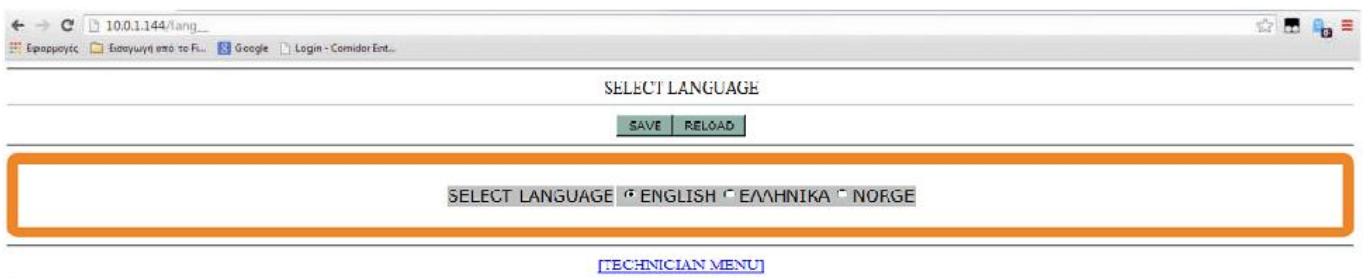 10.0.1.144/lang__
Εφαρμογές Εισαγωγή από το Fi... Google Login - Comidor Ent...
SELECT LANGUAGE
SAVE RELOAD
SELECT LANGUAGE ENGLISH ΕΛΛΗΝΙΚΑ NORGE
[TECHNICIAN MENU]